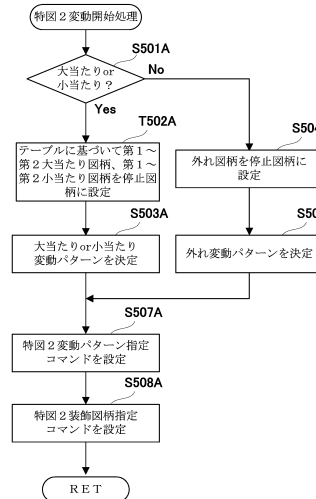 特図２変動開始処理
S501A
大当たりor
小当たり？
No
Yes
T502A
テーブルに基づいて第１～
第２大当たり図柄、第１～
第２小当たり図柄を停止図
柄に設定
S504
外れ図柄を停止図柄に
設定
S503A
大当たりor小当たり
変動パターンを決定
S50
外れ変動パターンを決定
S507A
特図２変動パターン指定
コマンドを設定
S508A
特図２装飾図柄指定
コマンドを設定
ＲＥＴ